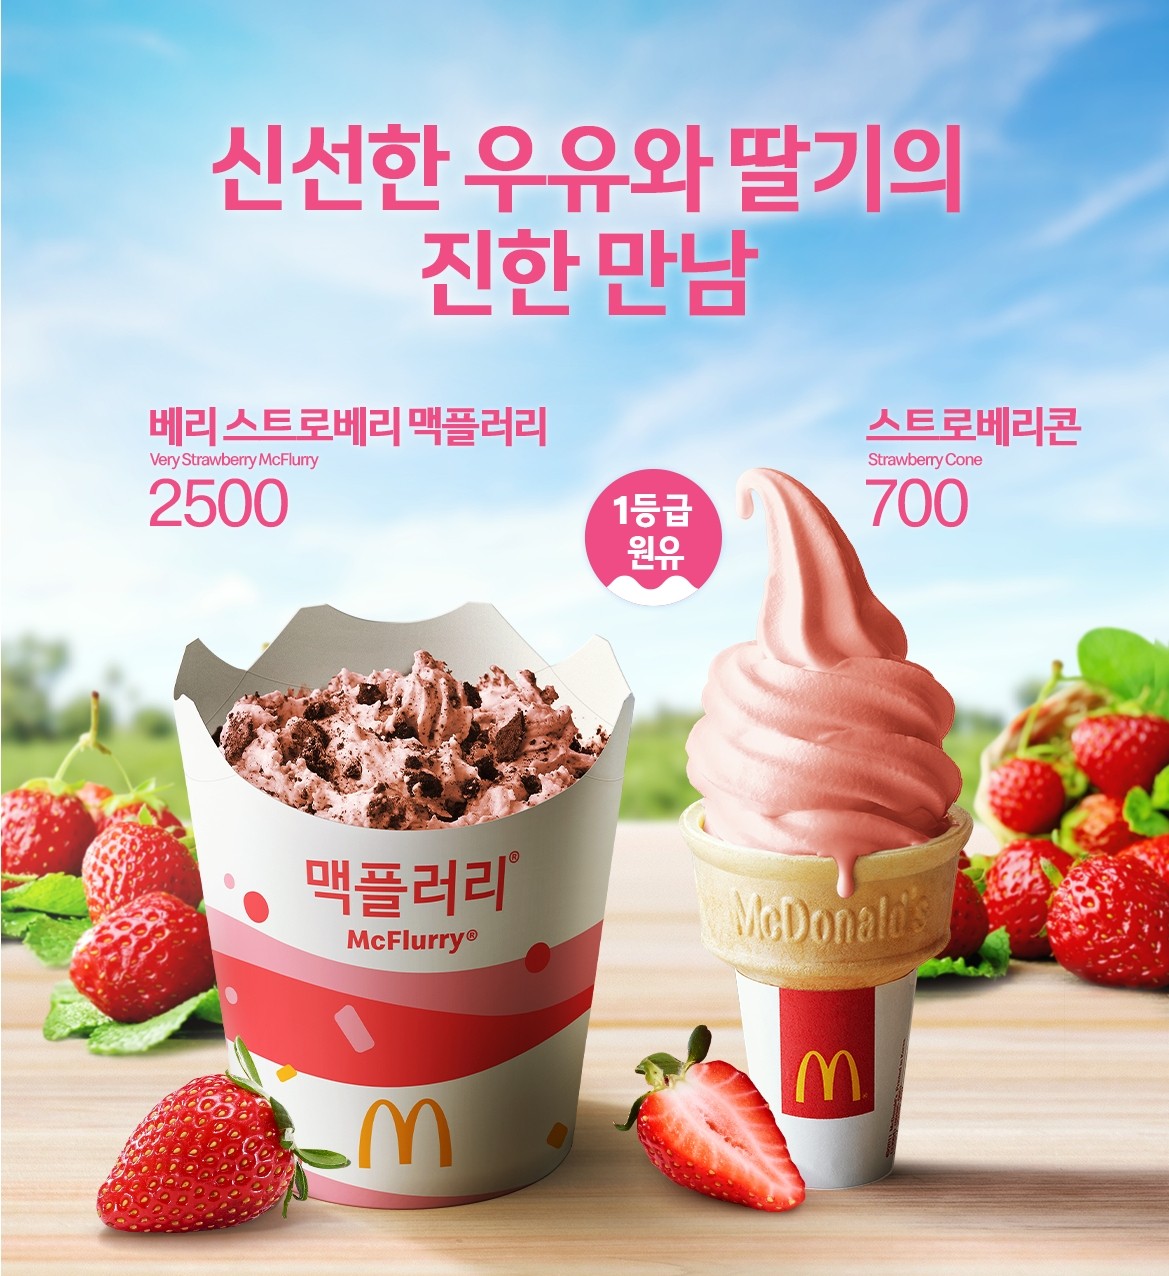 신선한 우유와 딸기의
진한 만남
베리 스트로베리 맥플러리
Very Strawberry McFlurry
2500
스트로베리콘
Strawberry Cone
700
1등급
원유
맥플러리®
McFlurry®
McDonald's